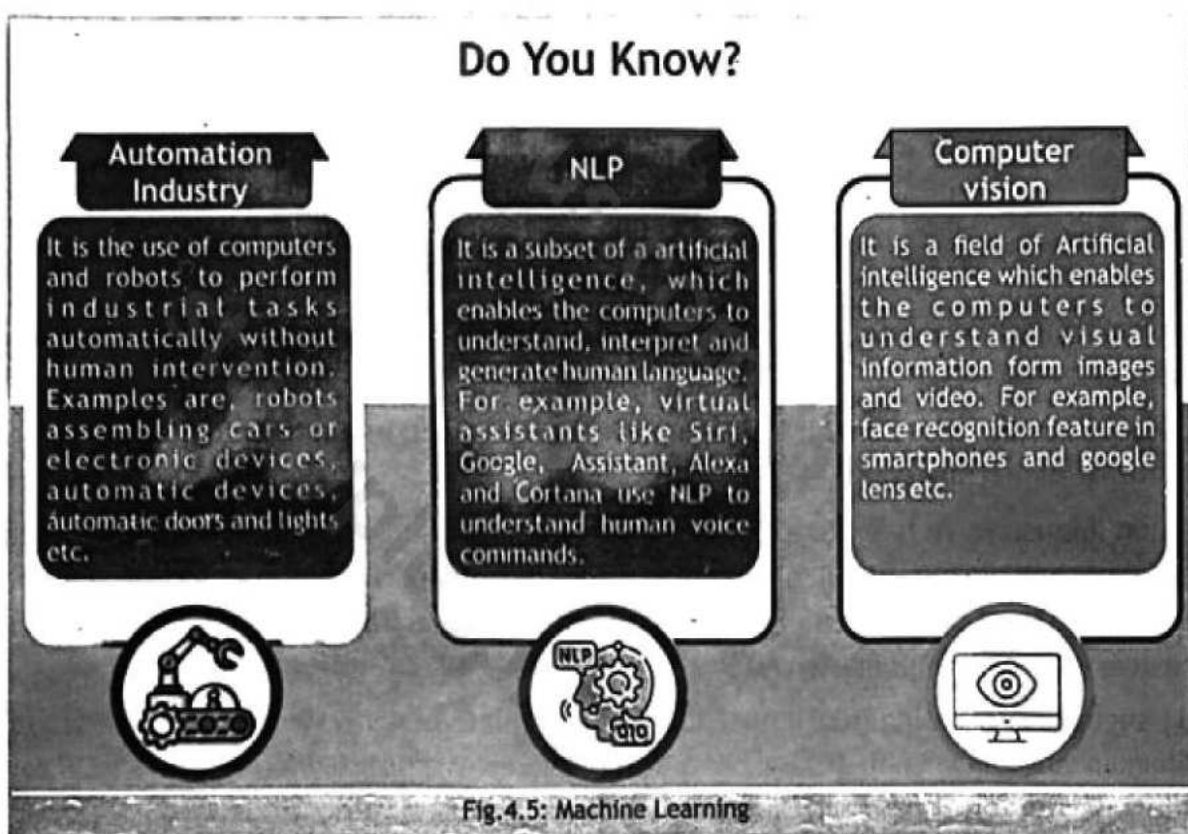 Do You Know?
Automation
Industry
It is the use of computers
and robots to perform
industrial tasks
automatically without
human intervention.
Examples are, robots
assembling cars or
electronic devices,
automatic devices,
automatic doors and lights
etc.
NLP
It is a subset of a artificial
intelligence, which
enables the computers to
understand, interpret and
generate human language.
For example, virtual
assistants like Siri,
Google, Assistant, Alexa
and Cortana use NLP to
understand human voice
commands.
Computer
vision
It is a field of Artificial
intelligence which enables
the computers to
understand visual
information form images
and video. For example,
face recognition feature in
smartphones and google
lens etc.
NLP
Fig.4.5: Machine Learning